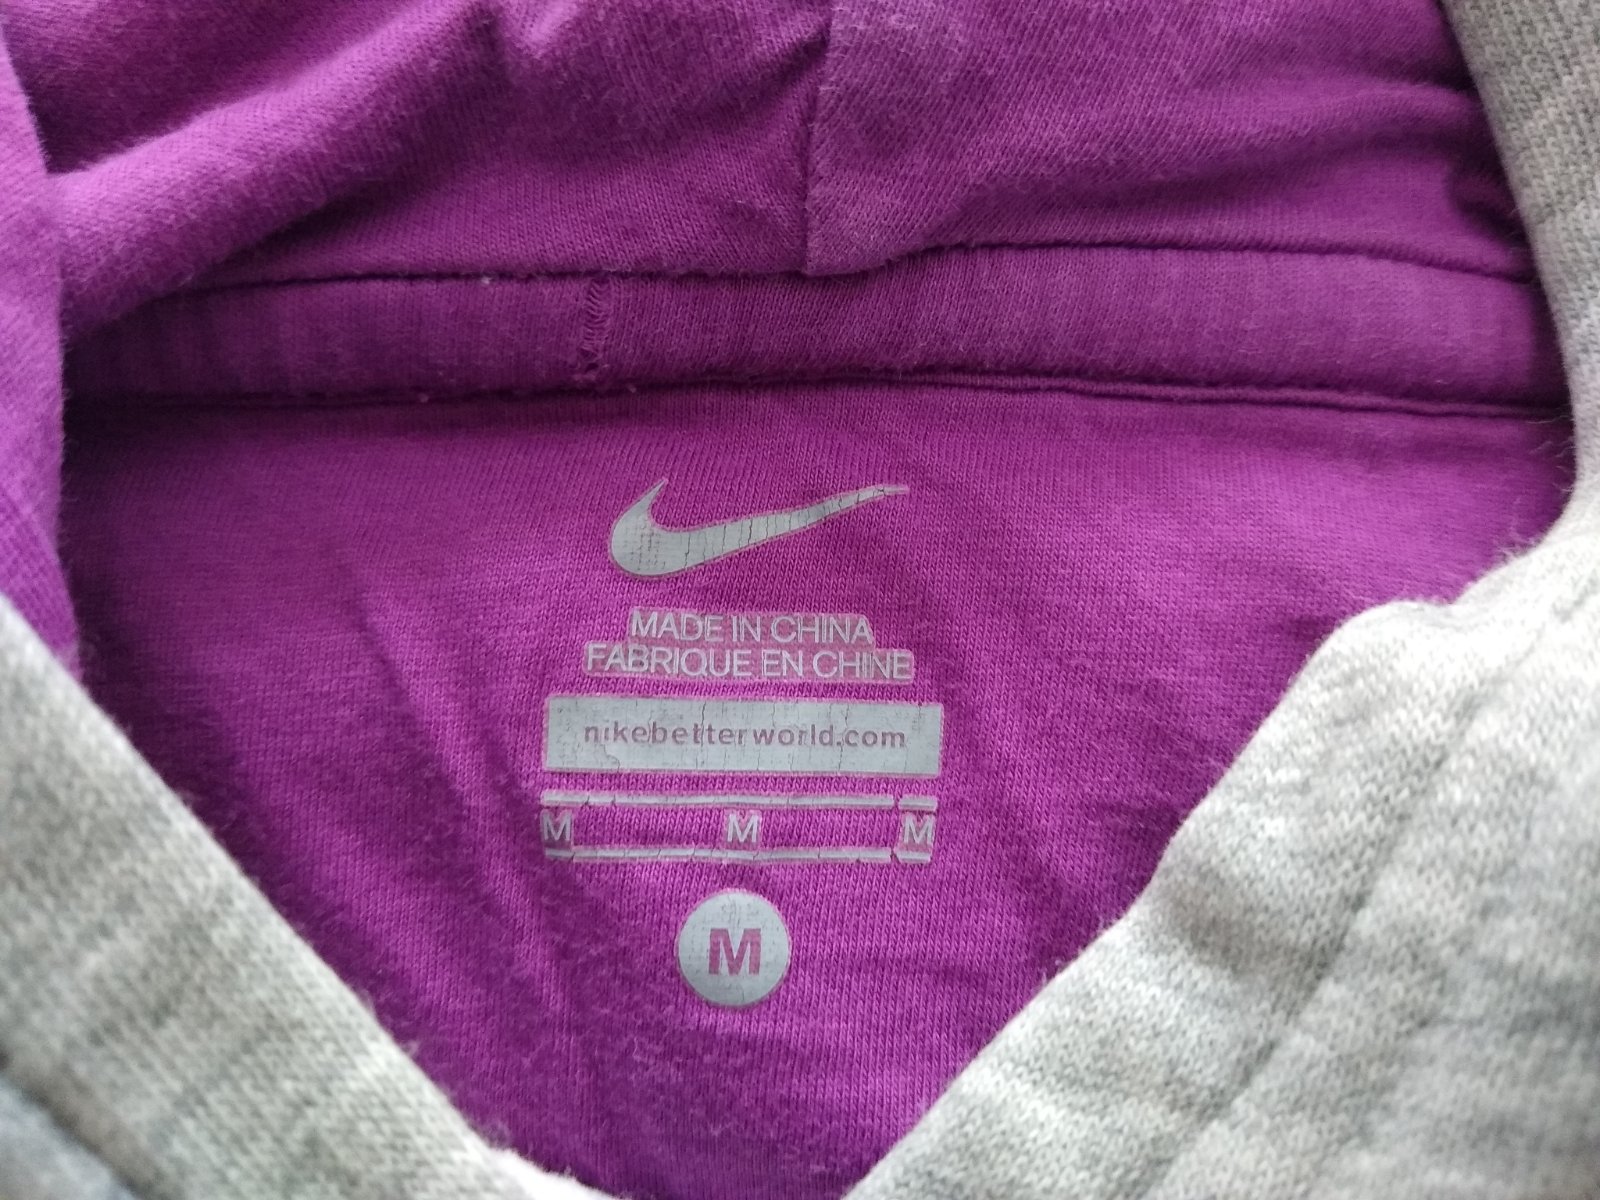 MADE IN CHINA
FABRIQUE EN CHINE
nikebetterworld.com
M M M
M